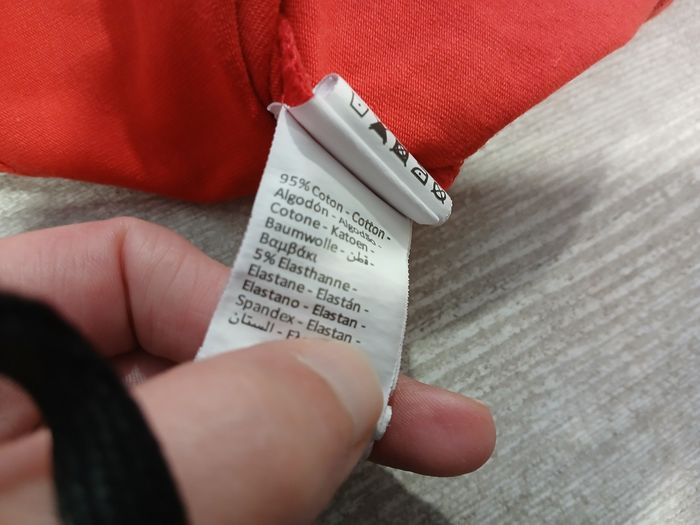 95% Coton - Cotton -
Algodón - Algodão -
Cotone - Katoen -
Baumwolle - قطن -
Βαμβάκι
5% Elasthanne -
Elastane - Elastán -
Elastano - Elastan -
Spandex - Elastan -
الستان -